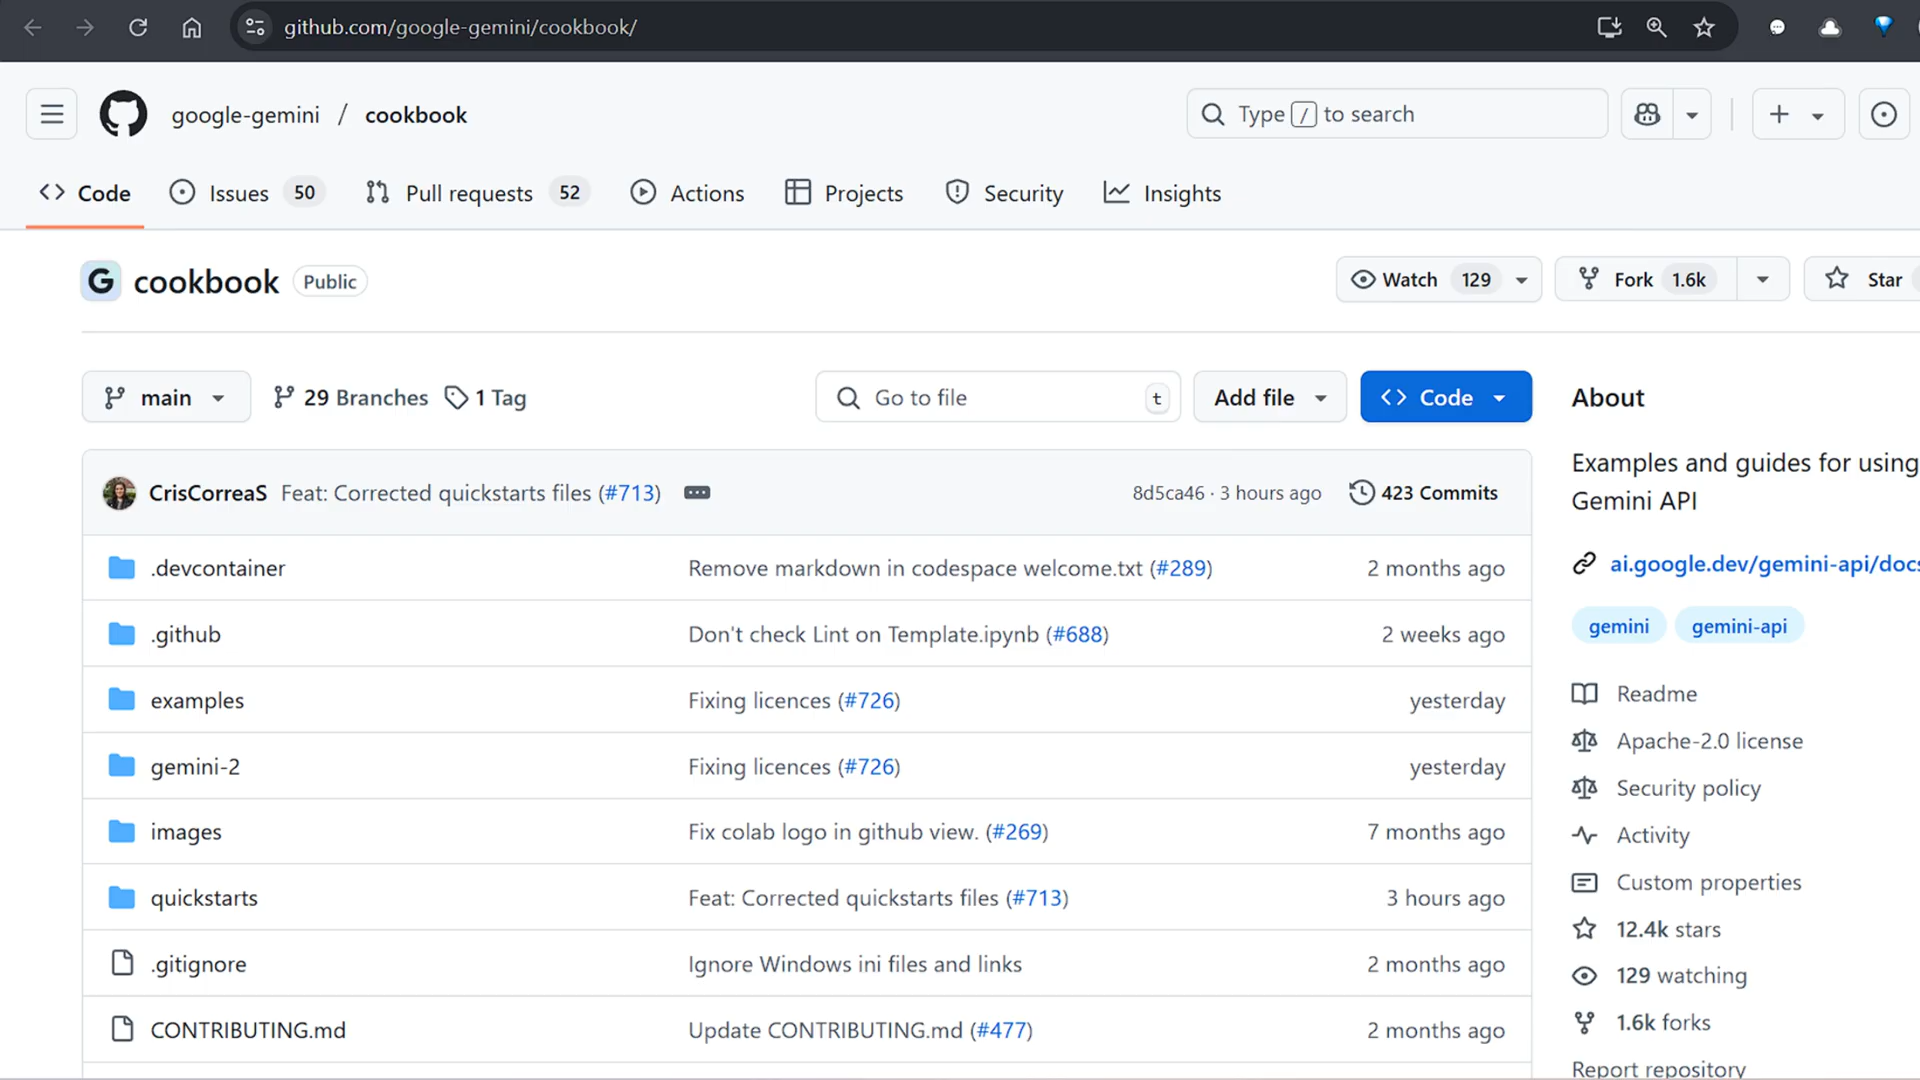 github.com/google-gemini/cookbook/
google-gemini / cookbook
Type / to search
Code
Issues 50
Pull requests 52
Actions
Projects
Security
Insights
G cookbook Public
Watch 129
Fork 1.6k
Star
main
29 Branches
1 Tag
Go to file t
Add file
Code
CrisCorreaS Feat: Corrected quickstarts files (#713)
8d5ca46 · 3 hours ago
423 Commits
.devcontainer Remove markdown in codespace welcome.txt (#289) 2 months ago
.github Don't check Lint on Template.ipynb (#688) 2 weeks ago
examples Fixing licences (#726) yesterday
gemini-2 Fixing licences (#726) yesterday
images Fix colab logo in github view. (#269) 7 months ago
quickstarts Feat: Corrected quickstarts files (#713) 3 hours ago
.gitignore Ignore Windows ini files and links 2 months ago
CONTRIBUTING.md Update CONTRIBUTING.md (#477) 2 months ago
About
Examples and guides for using
Gemini API
ai.google.dev/gemini-api/docs
gemini gemini-api
Readme
Apache-2.0 license
Security policy
Activity
Custom properties
12.4k stars
129 watching
1.6k forks
Report repository